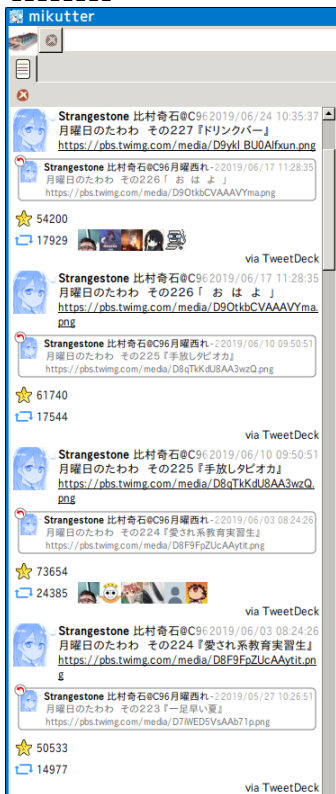 mikutter
Strangestone 比村奇石@C962019/06/24 10:35:37
月曜日のたわわ その227『ドリンクバー』
https://pbs.twimg.com/media/D9ykI_BU0AIfxun.png
Strangestone 比村奇石@C96月曜西れ-22019/06/17 11:28:35
月曜日のたわわ その226「 お は よ 」
https://pbs.twimg.com/media/D9OtkbCVAAAVYma.png
54200
17929
via TweetDeck
Strangestone 比村奇石@C962019/06/17 11:28:35
月曜日のたわわ その226「 お は よ 」
https://pbs.twimg.com/media/D9OtkbCVAAAVYma.
png
Strangestone 比村奇石@C96月曜西れ-22019/06/10 09:50:51
月曜日のたわわ その225『手放しタピオカ』
https://pbs.twimg.com/media/D8qTkKdU8AA3wzQ.png
61740
17544
via TweetDeck
Strangestone 比村奇石@C962019/06/10 09:50:51
月曜日のたわわ その225『手放しタピオカ』
https://pbs.twimg.com/media/D8qTkKdU8AA3wzQ.
png
Strangestone 比村奇石@C96月曜西れ-22019/06/03 08:24:26
月曜日のたわわ その224『愛され系教育実習生』
https://pbs.twimg.com/media/D8F9FpZUcAAytit.png
73654
24385
via TweetDeck
Strangestone 比村奇石@C962019/06/03 08:24:26
月曜日のたわわ その224『愛され系教育実習生』
https://pbs.twimg.com/media/D8F9FpZUcAAytit.pn
g
Strangestone 比村奇石@C96月曜西れ-22019/05/27 10:26:51
月曜日のたわわ その223『一足早い夏』
https://pbs.twimg.com/media/D7iWED5VsAAb71p.png
50533
14977
via TweetDeck